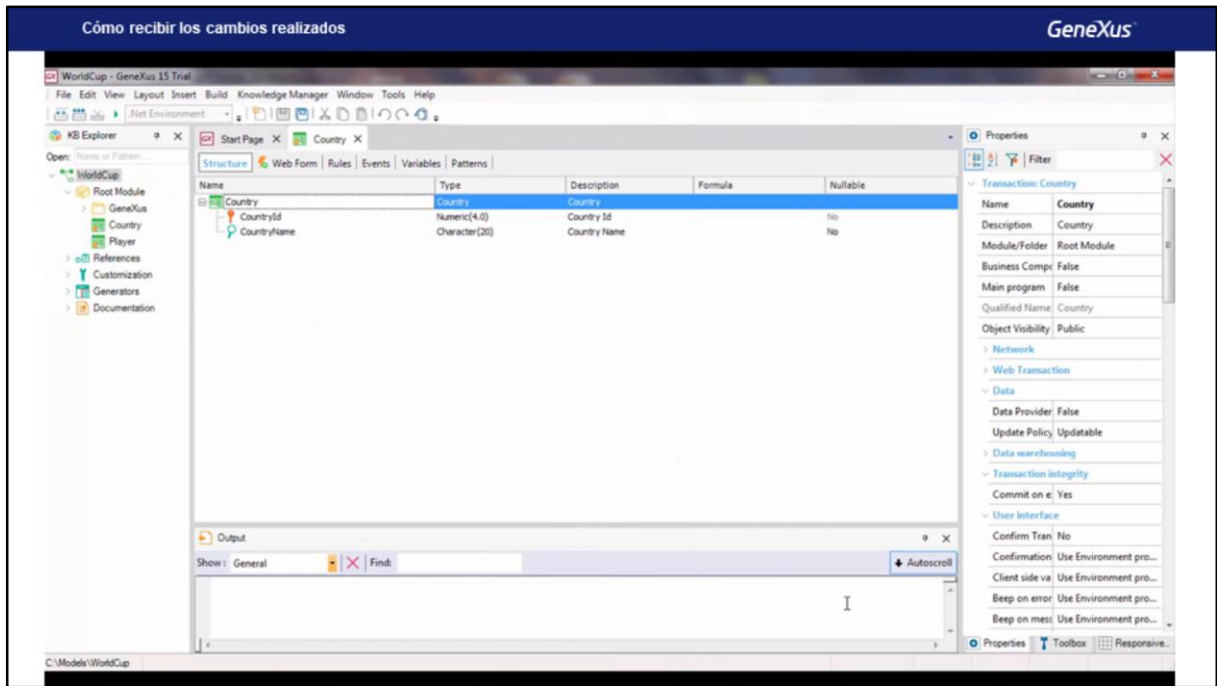 Cómo recibir los cambios realizados
GeneXus
WorldCup - GeneXus 15 Trial
File Edit View Layout Insert Build Knowledge Manager Window Tools Help
.Net Environment
KB Explorer
Open: Name or Pattern ...
WorldCup
Root Module
GeneXus
Country
Player
References
Customization
Generators
Documentation
Start Page Country
Structure Web Form Rules Events Variables Patterns
Name Type Description Formula Nullable
Country Country Country
CountryId Numeric(4.0) Country Id No
CountryName Character(20) Country Name No
Output
Show: General Find: Autoscroll
Properties
Filter
Transaction: Country
Name Country
Description Country
Module/Folder Root Module
Business Compo False
Main program False
Qualified Name Country
Object Visibility Public
Network
Web Transaction
Data
Data Provider False
Update Policy Updatable
Data warehousing
Transaction integrity
Commit on e Yes
User interface
Confirm Tran No
Confirmation Use Environment pro...
Client side va Use Environment pro...
Beep on error Use Environment pro...
Beep on mess Use Environment pro...
Properties Toolbox Responsive...
C:\Models\WorldCup